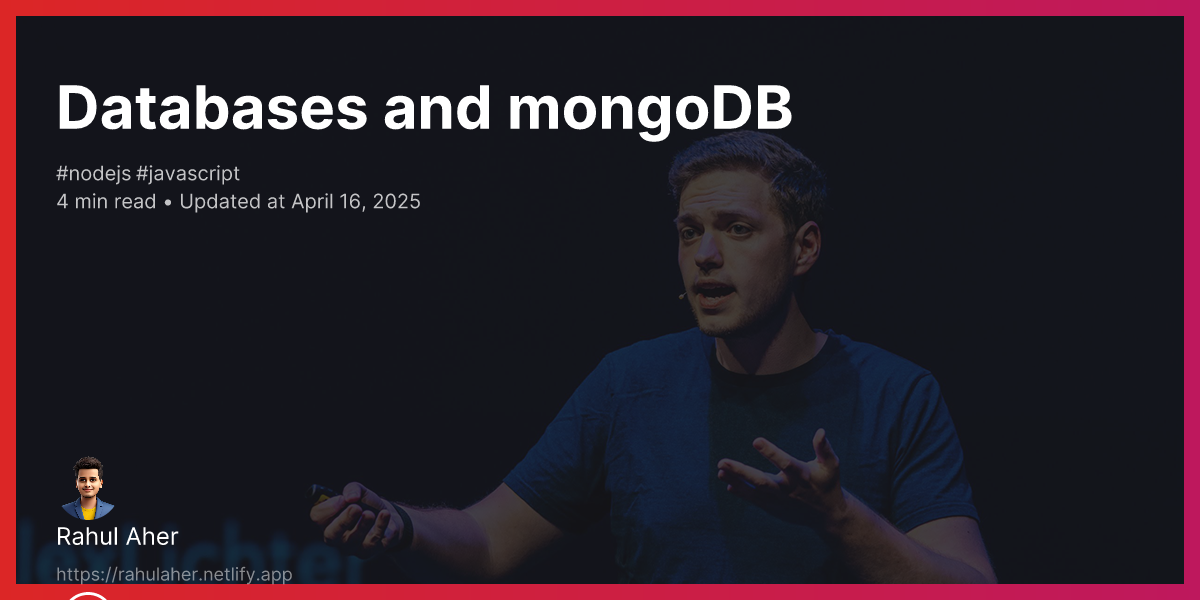 Databases and mongoDB
#nodejs #javascript
4 min read • Updated at April 16, 2025
Rahul Aher
https://rahulaher.netlify.app